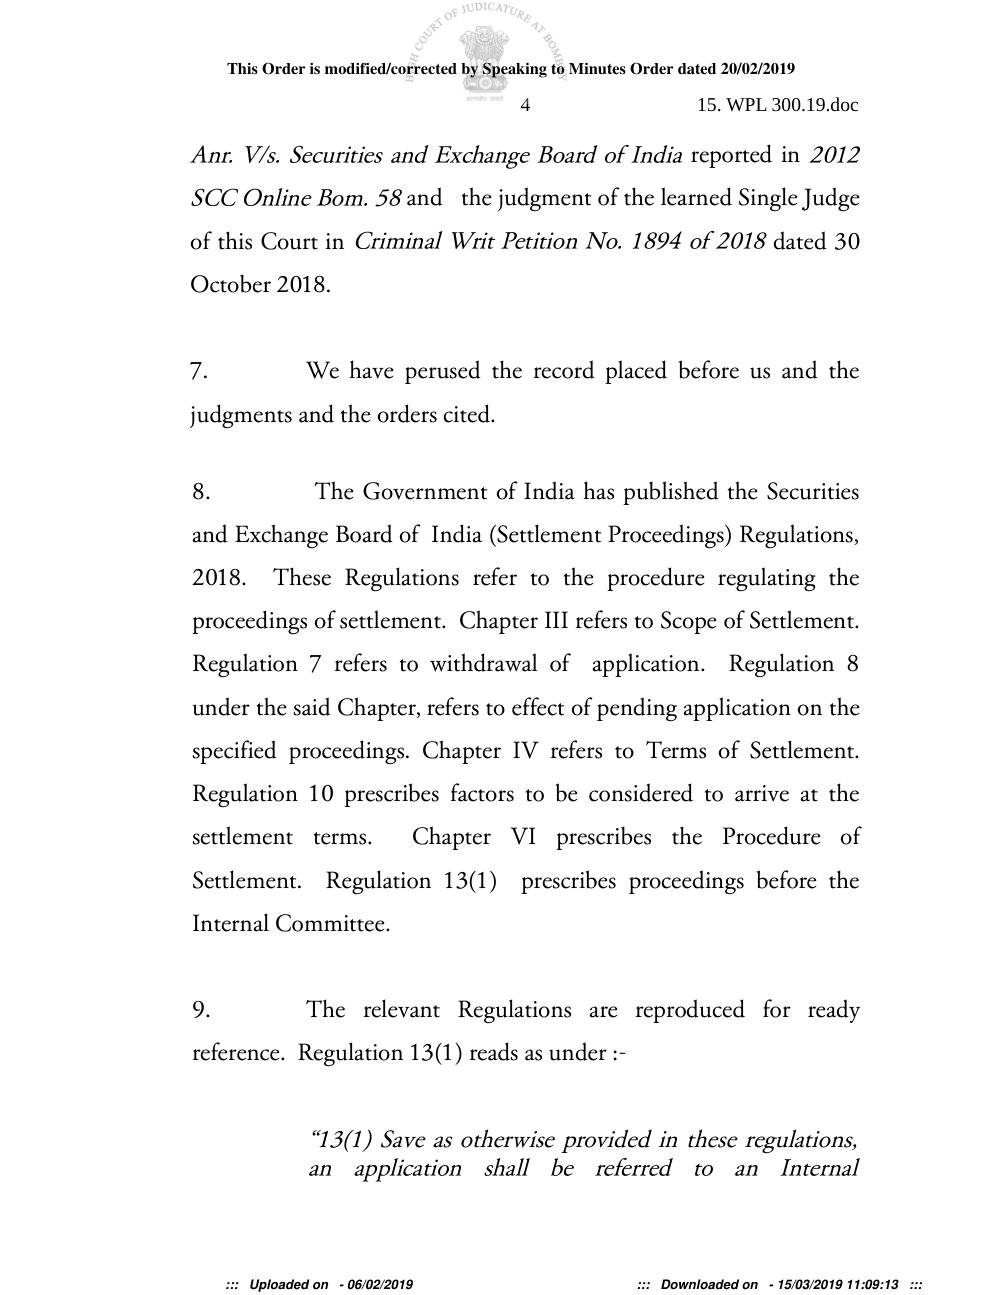 HIGH COURT OF JUDICATURE AT BOMBAY
This Order is modified/corrected by Speaking to Minutes Order dated 20/02/2019
4 15. WPL 300.19.doc
Anr. V/s. Securities and Exchange Board of India reported in 2012
SCC Online Bom. 58 and the judgment of the learned Single Judge
of this Court in Criminal Writ Petition No. 1894 of 2018 dated 30
October 2018.
7. We have perused the record placed before us and the
judgments and the orders cited.
8. The Government of India has published the Securities
and Exchange Board of India (Settlement Proceedings) Regulations,
2018. These Regulations refer to the procedure regulating the
proceedings of settlement. Chapter III refers to Scope of Settlement.
Regulation 7 refers to withdrawal of application. Regulation 8
under the said Chapter, refers to effect of pending application on the
specified proceedings. Chapter IV refers to Terms of Settlement.
Regulation 10 prescribes factors to be considered to arrive at the
settlement terms. Chapter VI prescribes the Procedure of
Settlement. Regulation 13(1) prescribes proceedings before the
Internal Committee.
9. The relevant Regulations are reproduced for ready
reference. Regulation 13(1) reads as under :-
“13(1) Save as otherwise provided in these regulations,
an application shall be referred to an Internal
::: Uploaded on - 06/02/2019 ::: Downloaded on - 15/03/2019 11:09:13 :::